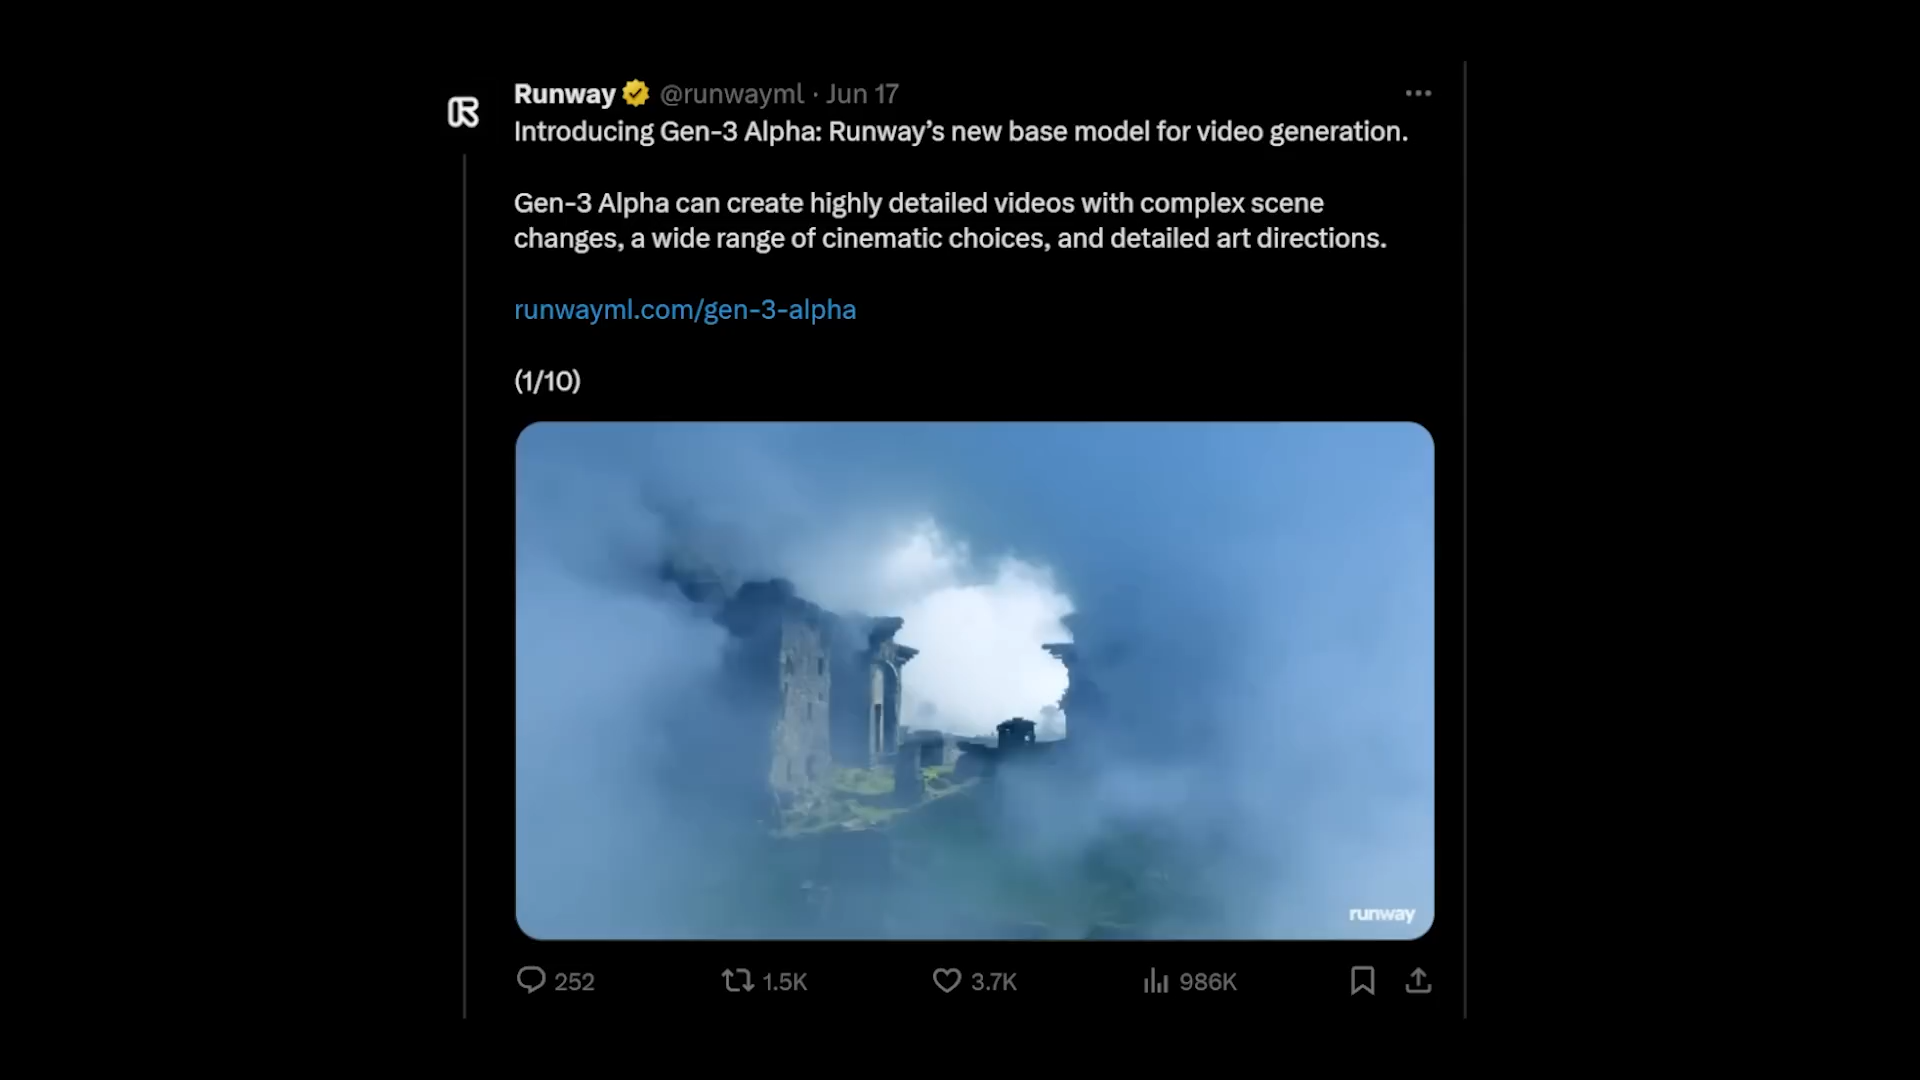 Runway @runwayml · Jun 17
Introducing Gen-3 Alpha: Runway’s new base model for video generation.
Gen-3 Alpha can create highly detailed videos with complex scene
changes, a wide range of cinematic choices, and detailed art directions.
runwayml.com/gen-3-alpha
(1/10)
runway
252 1.5K 3.7K 986K